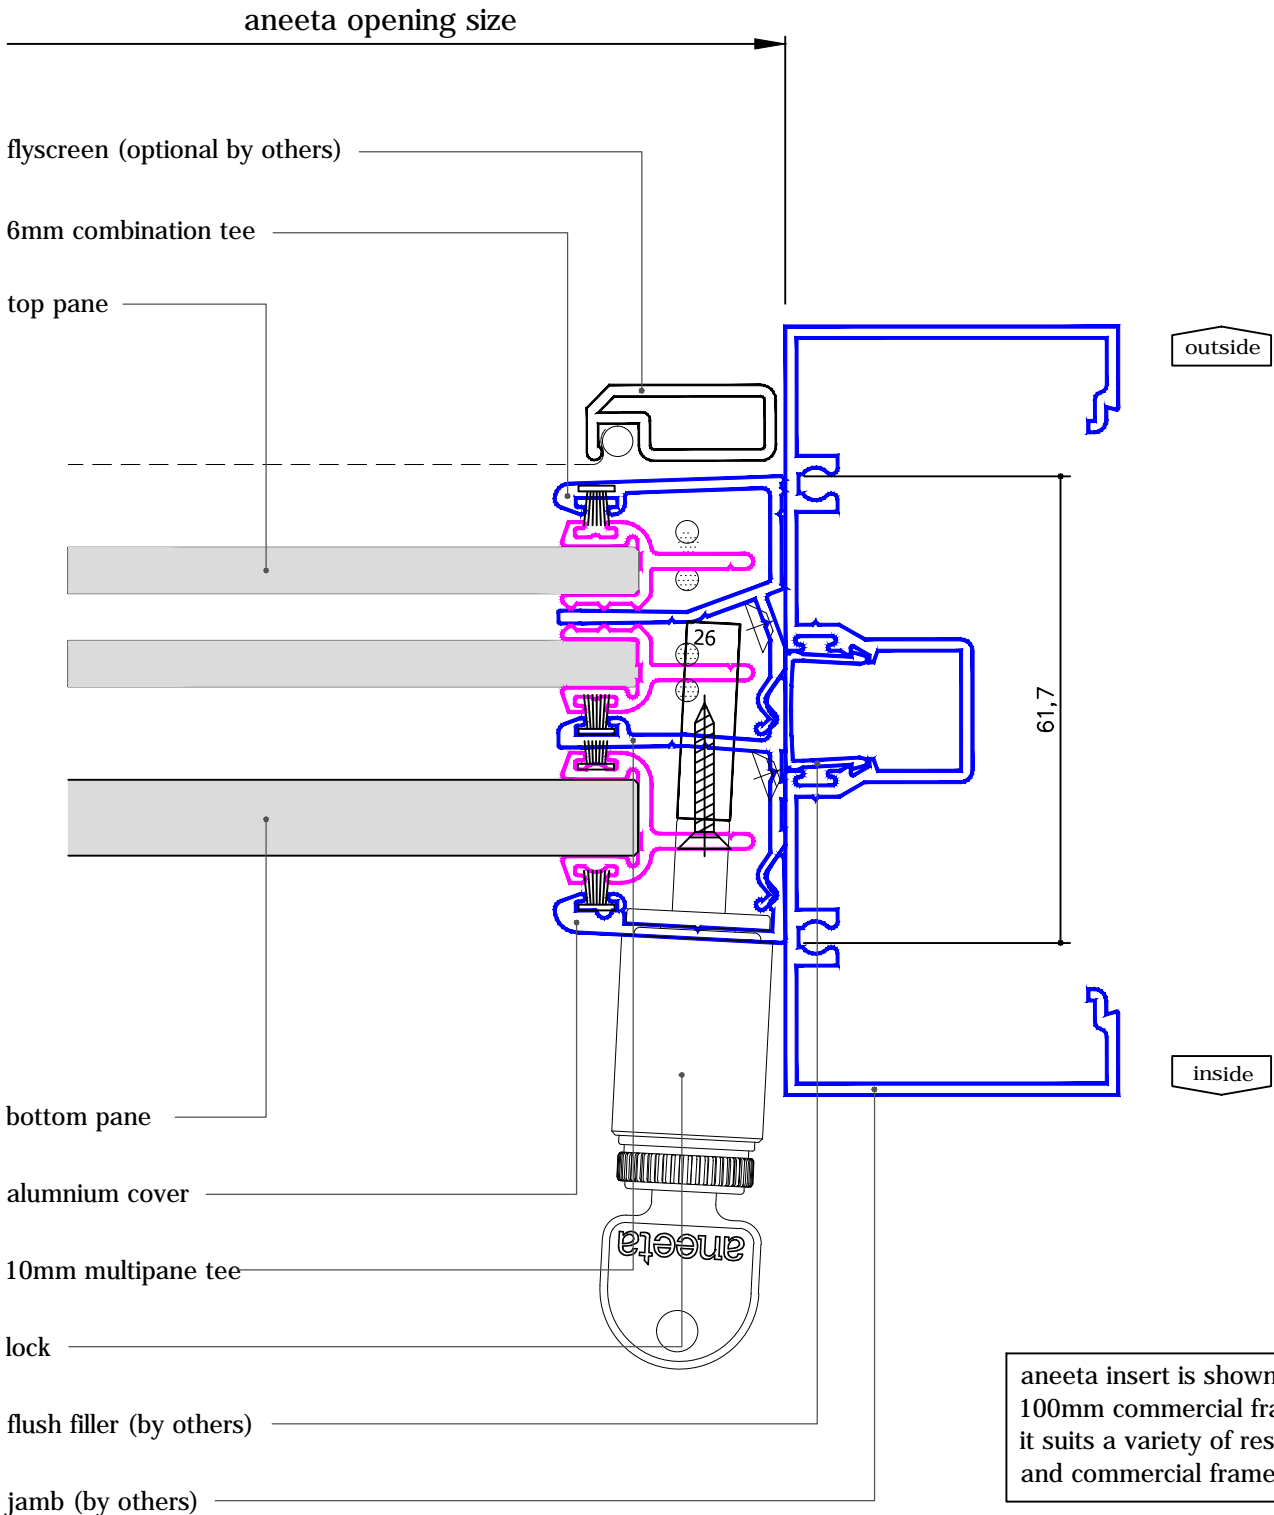 aneeta opening size
flyscreen (optional by others)
6mm combination tee
top pane
outside
26
61,7
inside
bottom pane
alumnium cover
aneeta
10mm multipane tee
lock
flush filler (by others)
jamb (by others)
aneeta insert is shown
100mm commercial
it suits a variety of
and commercial